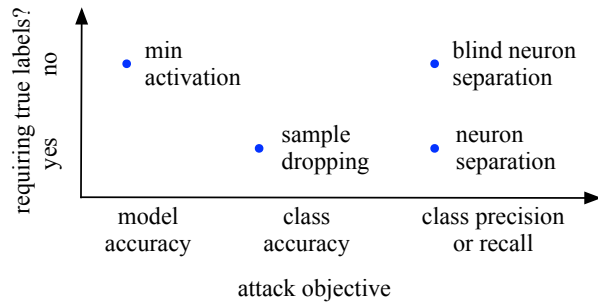 requiring true labels?
no
yes
min
activation
blind neuron
separation
sample
dropping
neuron
separation
model
accuracy
class
accuracy
class precision
or recall
attack objective